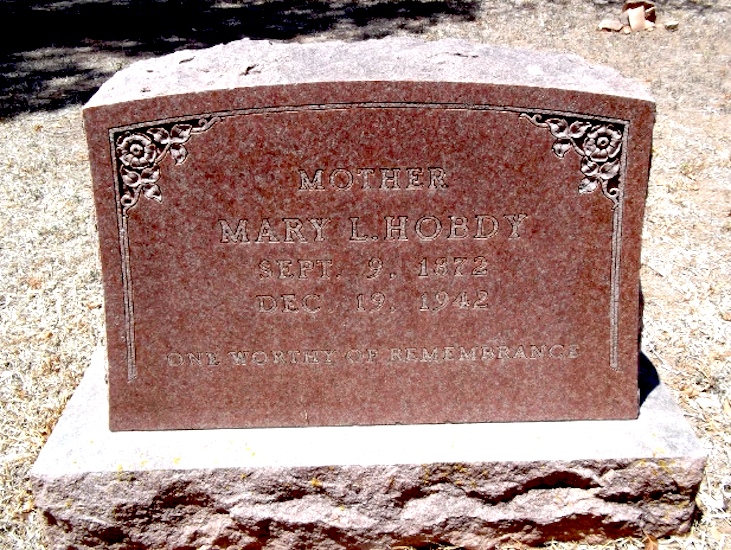 MOTHER
MARY L. HOBDY
SEPT. 9, 1872
DEC. 19, 1942
ONE WORTHY OF REMEMBRANCE